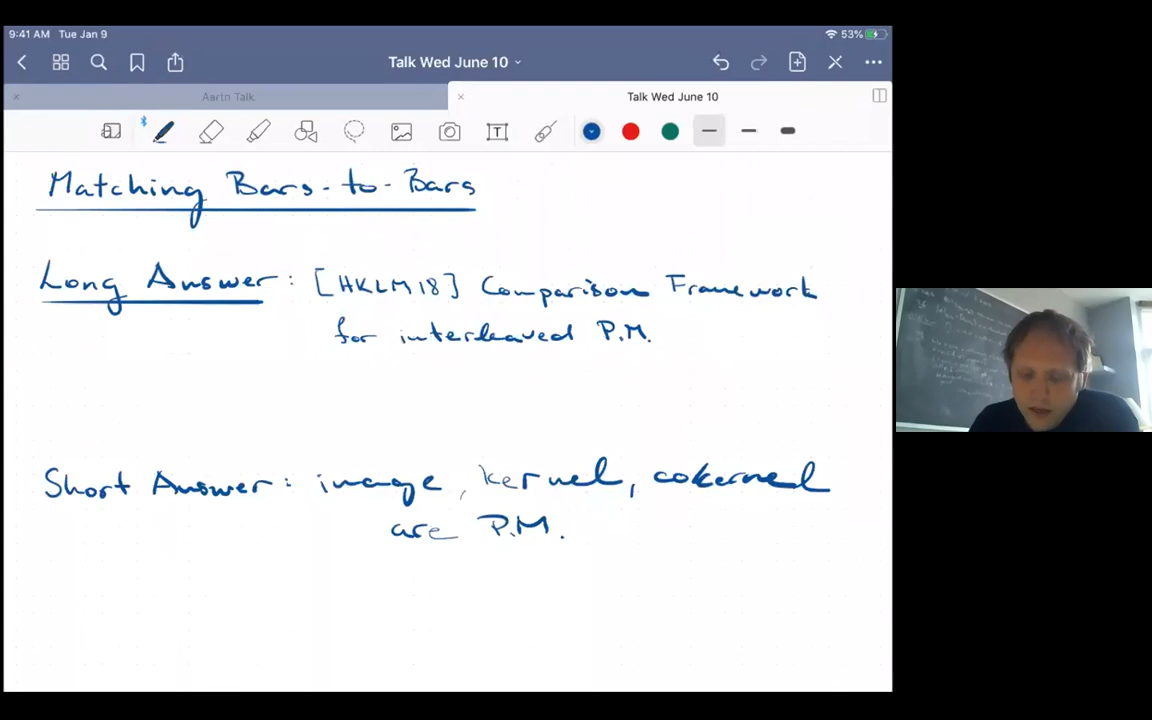 9:41 AM Tue Jan 9
53%
Talk Wed June 10
Aartn Talk
Talk Wed June 10
T
Matching Bars-to-Bars
Long Answer: [HKLM18] Comparison Framework
for interleaved P.M.
Short Answer: image, kernel, cokernel
are P.M.